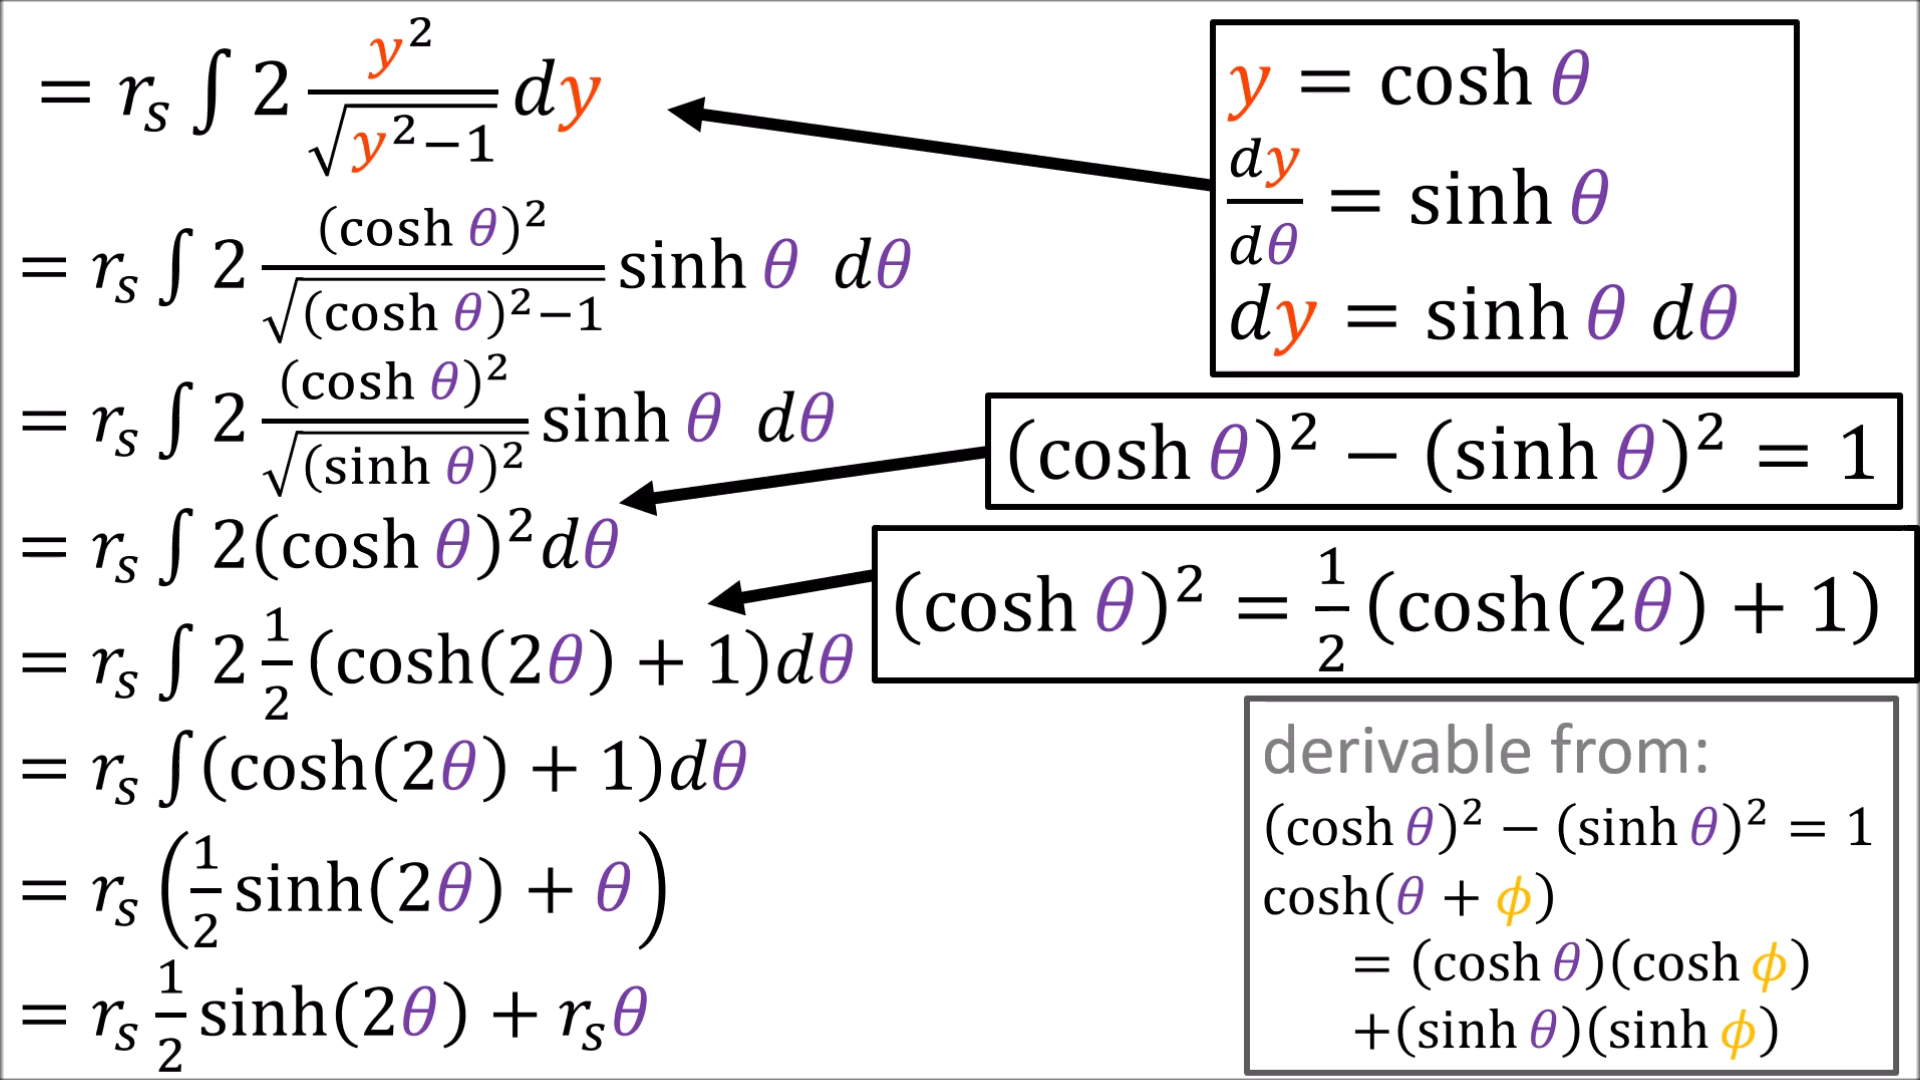 = r_s ∫ 2 y²/√(y²−1) dy
= r_s ∫ 2 (cosh θ)²/√((cosh θ)²−1) sinh θ dθ
= r_s ∫ 2 (cosh θ)²/√((sinh θ)²) sinh θ dθ
= r_s ∫ 2(cosh θ)² dθ
= r_s ∫ 2 1/2 (cosh(2θ) + 1)dθ
= r_s ∫(cosh(2θ) + 1)dθ
= r_s (1/2 sinh(2θ) + θ)
= r_s 1/2 sinh(2θ) + r_s θ
y = cosh θ
dy/dθ = sinh θ
dy = sinh θ dθ
(cosh θ)² − (sinh θ)² = 1
(cosh θ)² = 1/2 (cosh(2θ) + 1)
derivable from:
(cosh θ)² − (sinh θ)² = 1
cosh(θ + ϕ)
= (cosh θ)(cosh ϕ)
+(sinh θ)(sinh ϕ)